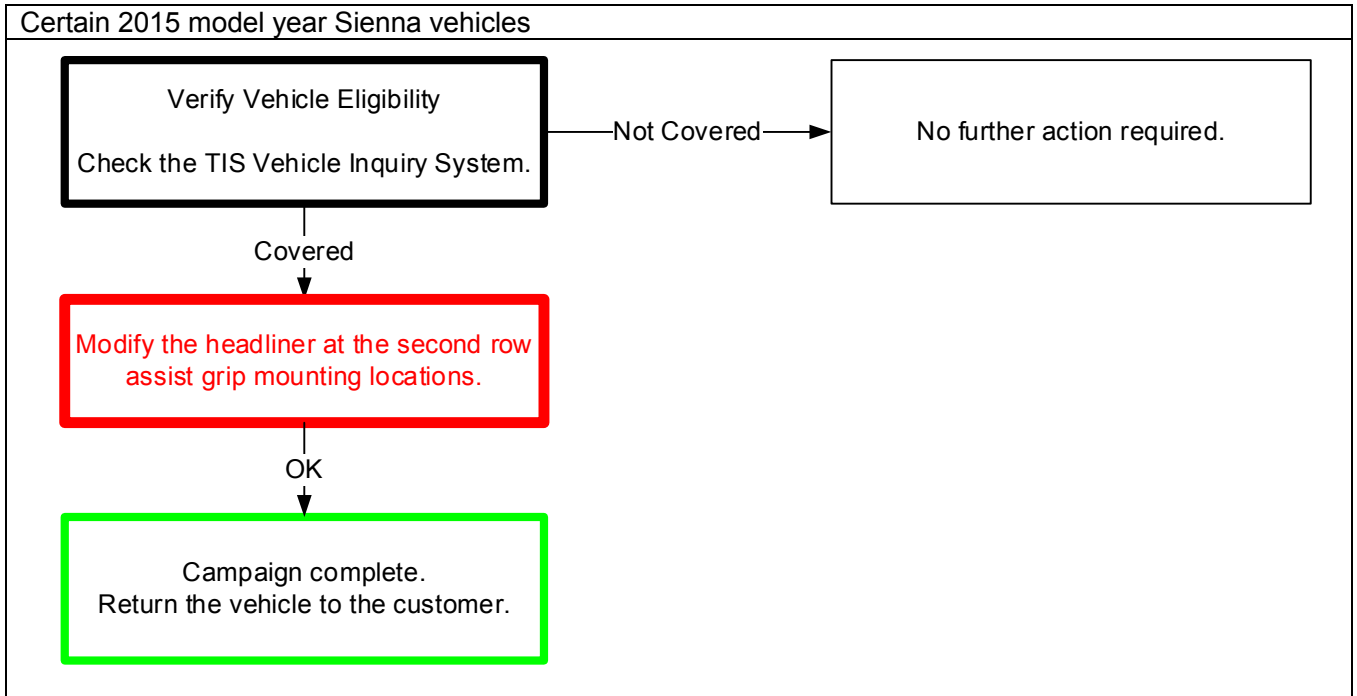 Certain 2015 model year Sienna vehicles
Verify Vehicle Eligibility
Check the TIS Vehicle Inquiry System.
Not Covered
No further action required.
Covered
Modify the headliner at the second row
assist grip mounting locations.
OK
Campaign complete.
Return the vehicle to the customer.